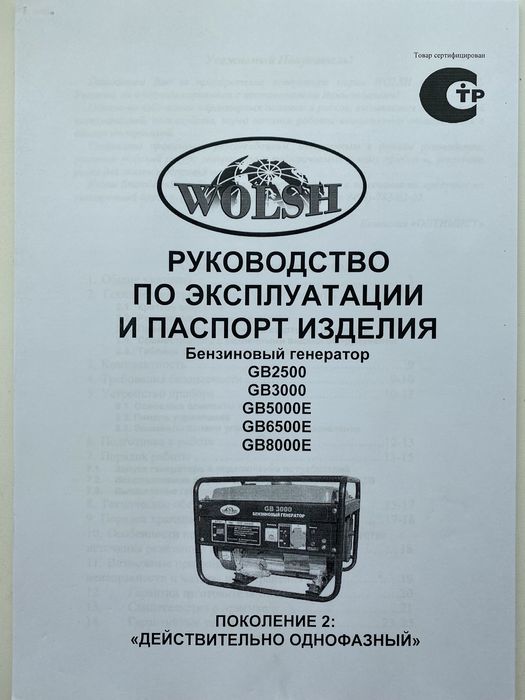 Товар сертифицирован
СТР
WOLSH
РУКОВОДСТВО
ПО ЭКСПЛУАТАЦИИ
И ПАСПОРТ ИЗДЕЛИЯ
Бензиновый генератор
GB2500
GB3000
GB5000E
GB6500E
GB8000E
GB 3000
БЕНЗИНОВЫЙ ГЕНЕРАТОР
ПОКОЛЕНИЕ 2:
«ДЕЙСТВИТЕЛЬНО ОДНОФАЗНЫЙ»